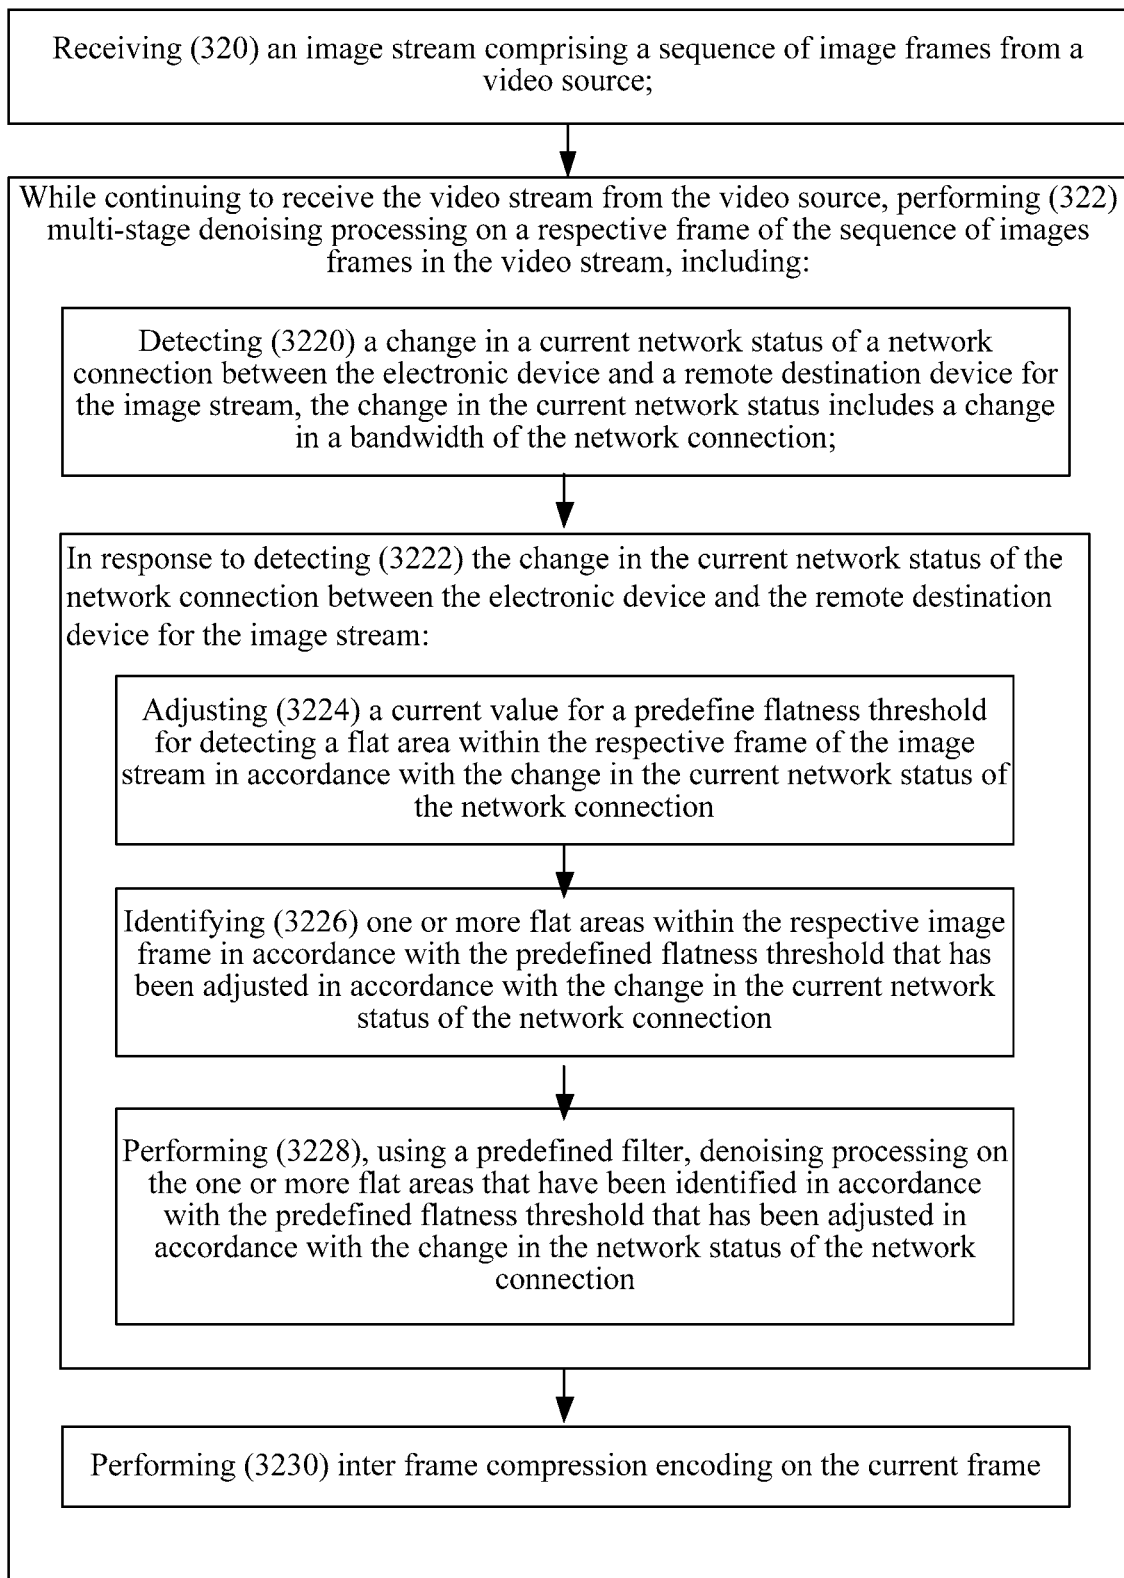 Receiving (320) an image stream comprising a sequence of image frames from a
video source;
While continuing to receive the video stream from the video source, performing (322)
multi-stage denoising processing on a respective frame of the sequence of images
frames in the video stream, including:
Detecting (3220) a change in a current network status of a network
connection between the electronic device and a remote destination device for
the image stream, the change in the current network status includes a change
in a bandwidth of the network connection;
In response to detecting (3222) the change in the current network status of the
network connection between the electronic device and the remote destination
device for the image stream:
Adjusting (3224) a current value for a predefine flatness threshold
for detecting a flat area within the respective frame of the image
stream in accordance with the change in the current network status of
the network connection
Identifying (3226) one or more flat areas within the respective image
frame in accordance with the predefined flatness threshold that has
been adjusted in accordance with the change in the current network
status of the network connection
Performing (3228), using a predefined filter, denoising processing on
the one or more flat areas that have been identified in accordance
with the predefined flatness threshold that has been adjusted in
accordance with the change in the network status of the network
connection
Performing (3230) inter frame compression encoding on the current frame